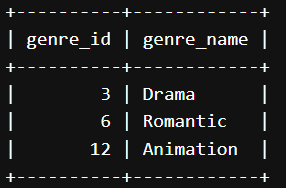 +----------+------------+
| genre_id | genre_name |
+----------+------------+
|        3 | Drama      |
|        6 | Romantic   |
|       12 | Animation  |
+----------+------------+